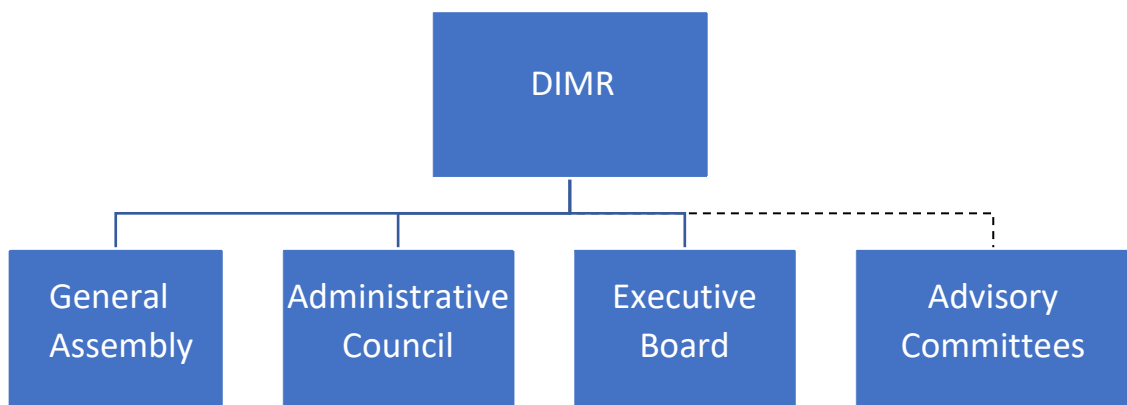 DIMR
General
Assembly
Administrative
Council
Executive
Board
Advisory
Committees